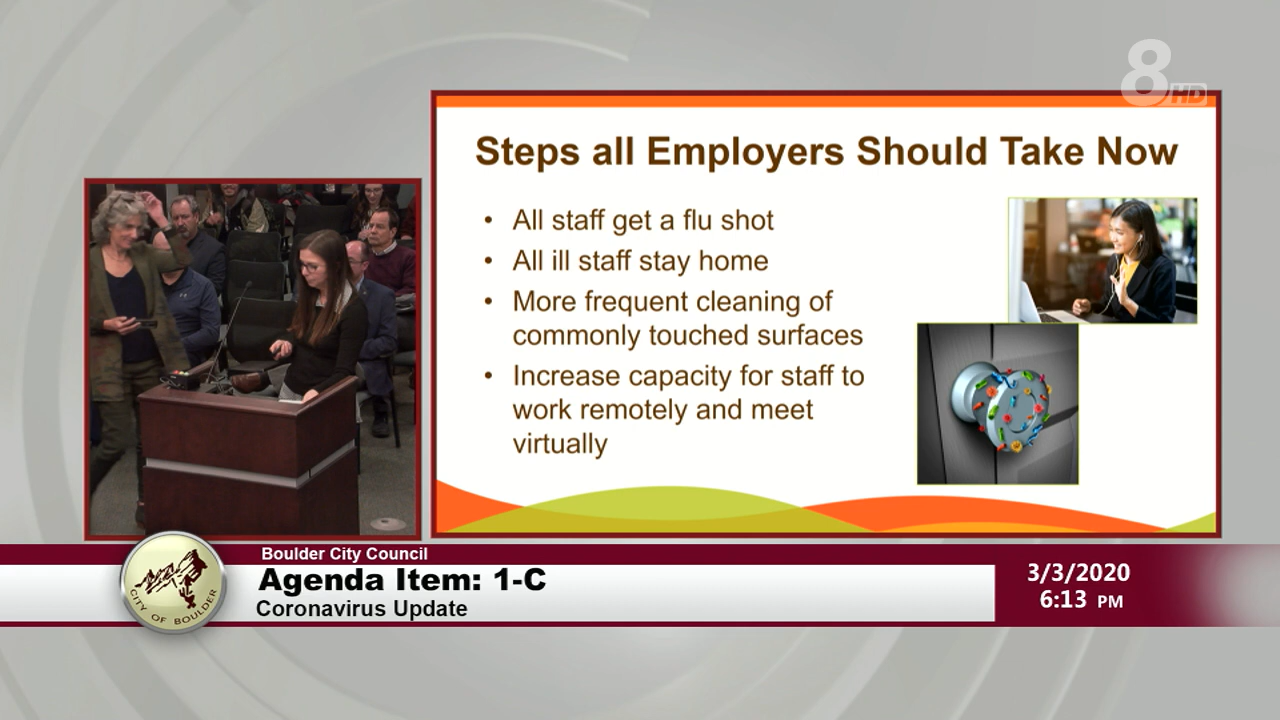 8
HD
Steps all Employers Should Take Now
• All staff get a flu shot
• All ill staff stay home
• More frequent cleaning of
commonly touched surfaces
• Increase capacity for staff to
work remotely and meet
virtually
Boulder City Council
Agenda Item: 1-C
Coronavirus Update
3/3/2020
6:13 PM
CITY OF BOULDER